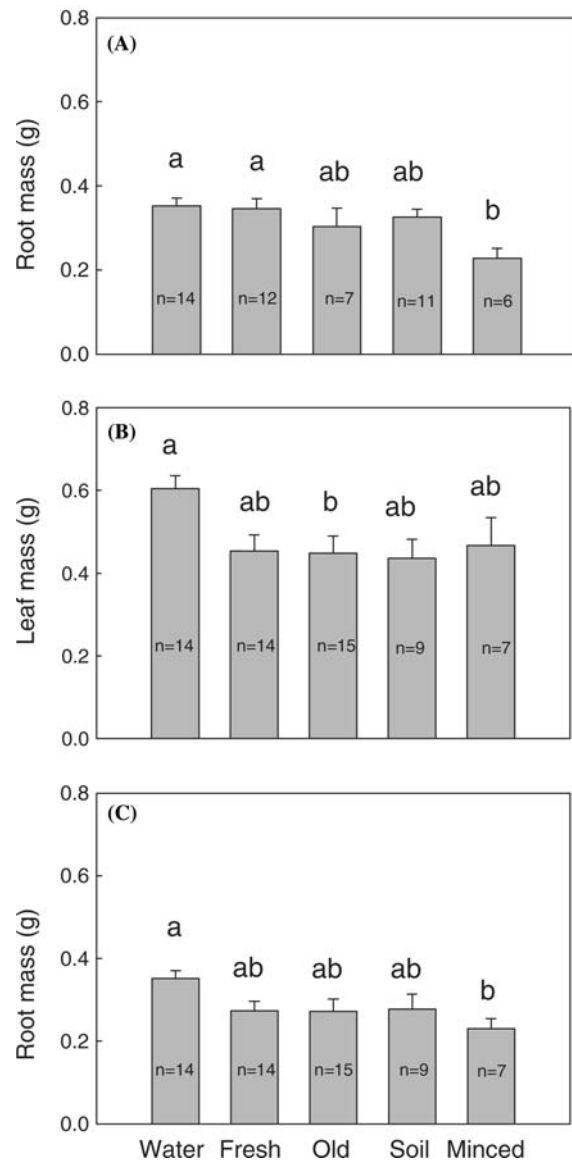 (A)
Root mass (g)
0.8
0.6
0.4
0.2
0.0
a a ab ab b
n=14 n=12 n=7 n=11 n=6
(B)
Leaf mass (g)
0.8
0.6
0.4
0.2
0.0
a ab b ab ab
n=14 n=14 n=15 n=9 n=7
(C)
Root mass (g)
0.8
0.6
0.4
0.2
0.0
a ab ab ab b
n=14 n=14 n=15 n=9 n=7
Water Fresh Old Soil Minced